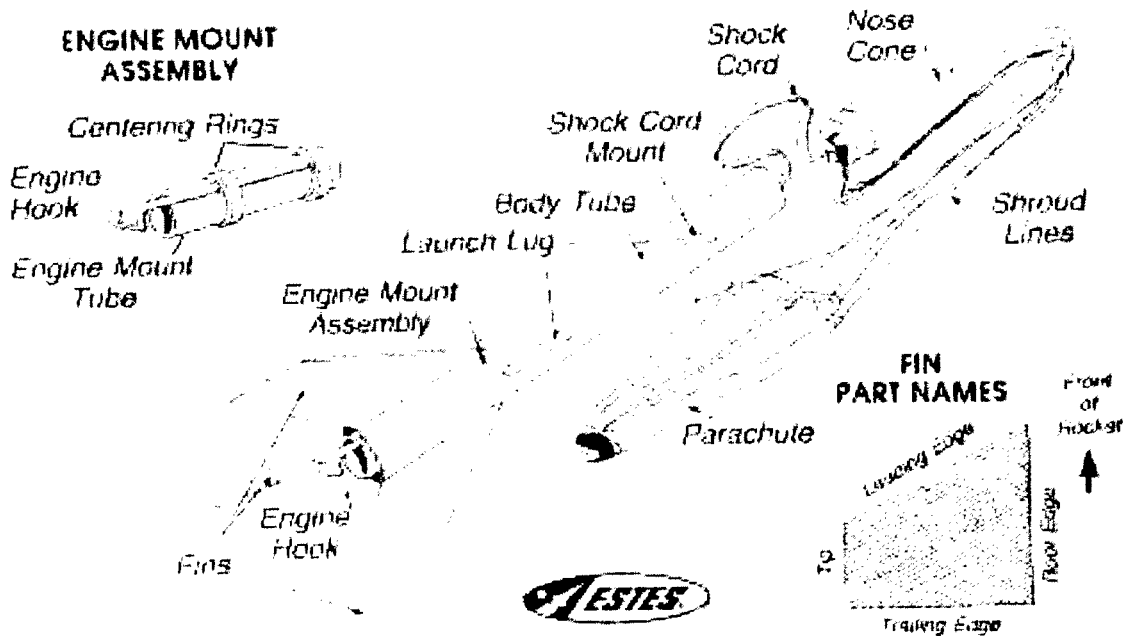 ENGINE MOUNT
ASSEMBLY
Centering Rings
Engine
Hook
Engine Mount
Tube
Shock
Cord
Nose
Cone
Shock Cord
Mount
Body Tube
Launch Lug
Engine Mount
Assembly
Shroud
Lines
Parachute
Engine
Hook
Fins
ESTES
FIN
PART NAMES
Front
of
Rocket
Leading Edge
Tip
Root Edge
Trailing Edge